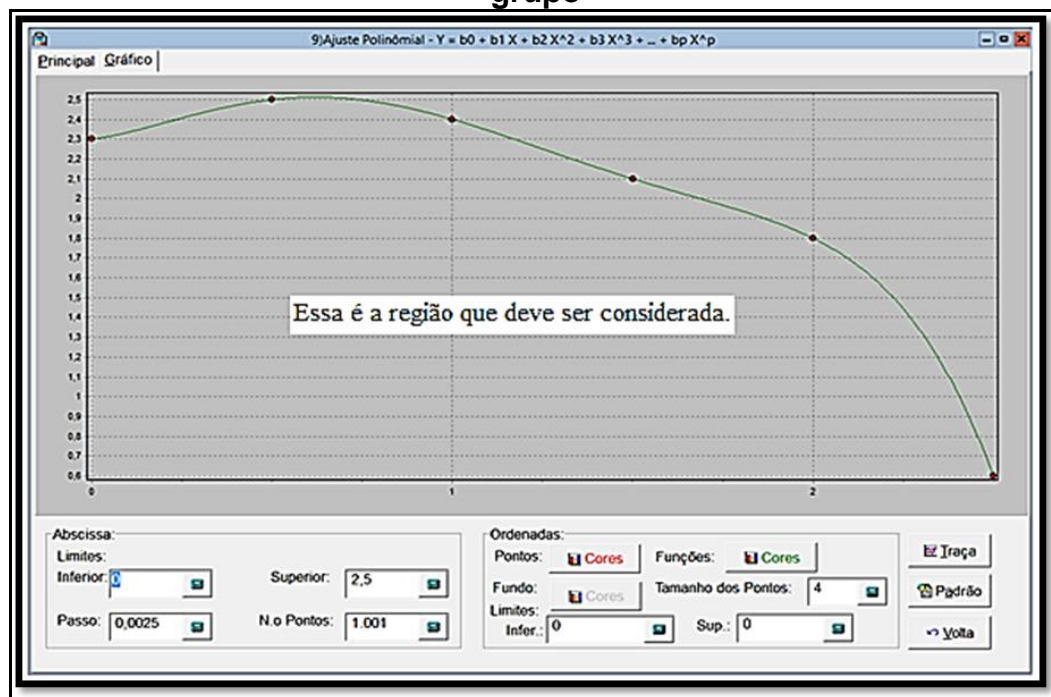 grupo
9)Ajuste Polinômial - Y = b0 + b1 X + b2 X^2 + b3 X^3 + ... + bp X^p
Principal Gráfico
2,5
2,4
2,3
2,2
2,1
2
1,9
1,8
1,7
1,6
1,5
1,4
1,3
1,2
1,1
1
0,9
0,8
0,7
0,6
Essa é a região que deve ser considerada.
0 1 2
Abscissa:
Limites:
Inferior: 0 Superior: 2,5
Passo: 0,0025 N.o Pontos: 1.001
Ordenadas:
Pontos: Cores Funções: Cores
Fundo: Cores Tamanho dos Pontos: 4
Limites:
Infer.: 0 Sup.: 0
Traça
Padrão
Volta